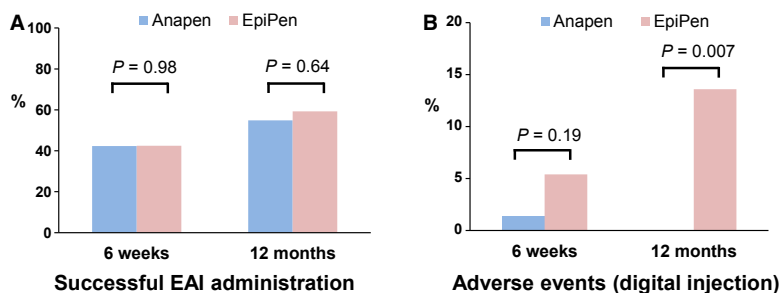 A
Anapen
EpiPen
100
80
60
40
20
0
%
P = 0.98
P = 0.64
6 weeks
12 months
Successful EAI administration
B
Anapen
EpiPen
20
15
10
5
0
%
P = 0.19
P = 0.007
6 weeks
12 months
Adverse events (digital injection)